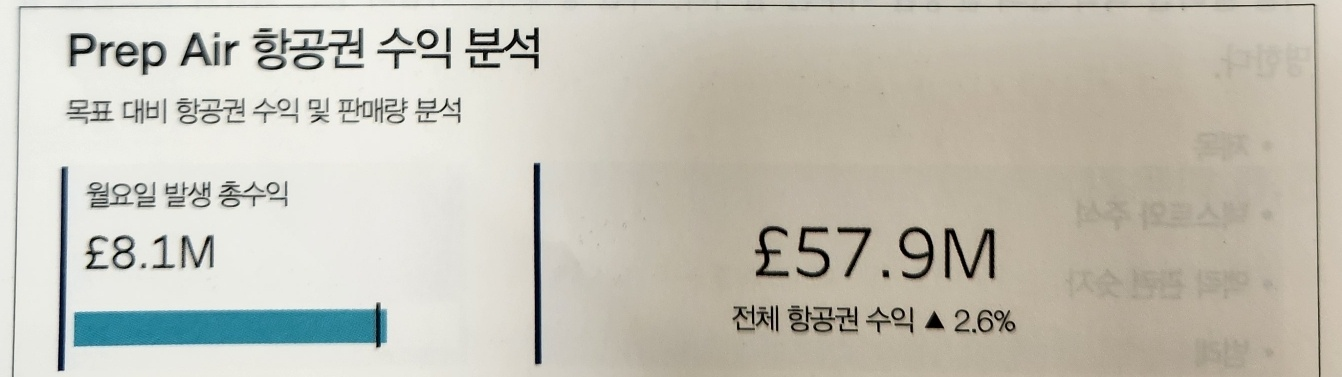 Prep Air 항공권 수익 분석
목표 대비 항공권 수익 및 판매량 분석
월요일 발생 총수익
£8.1M
£57.9M
전체 항공권 수익 ▲ 2.6%